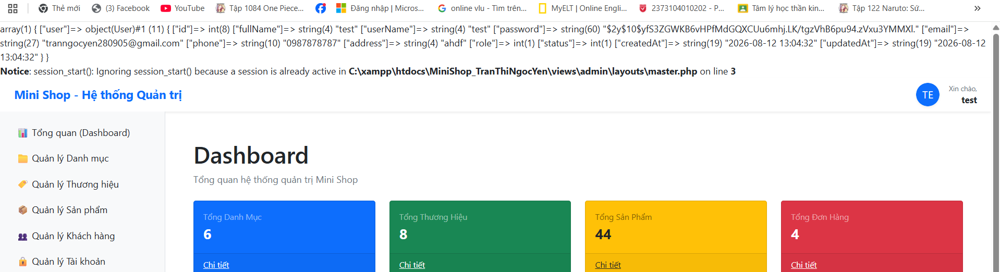 Thẻ mới (3) Facebook YouTube Tập 1084 One Piece... Đăng nhập | Micros... online vlu - Tìm trên... MyELT | Online Engli... 2373104010202 - P... Tâm lý học thần kin... Tập 122 Naruto: Sứ... »
array(1) { ["user"]=> object(User)#1 (11) { ["id"]=> int(8) ["fullName"]=> string(4) "test" ["userName"]=> string(4) "test" ["password"]=> string(60) "$2y$10$yfS3ZGWKB6vHPfMdGQXCUu6mhj.LK/tgzVhB6pu94.zVxu3YMMXl." ["email"]=>
string(27) "tranngocyen280905@gmail.com" ["phone"]=> string(10) "0987878787" ["address"]=> string(4) "ahdf" ["role"]=> int(1) ["status"]=> int(1) ["createdAt"]=> string(19) "2026-08-12 13:04:32" ["updatedAt"]=> string(19) "2026-08-12
13:04:32" } }
Notice: session_start(): Ignoring session_start() because a session is already active in C:\xampp\htdocs\MiniShop_TranThiNgocYen\views\admin\layouts\master.php on line 3
Mini Shop - Hệ thống Quản trị
TE
Xin chào,
test
Tổng quan (Dashboard)
Quản lý Danh mục
Quản lý Thương hiệu
Quản lý Sản phẩm
Quản lý Khách hàng
Quản lý Tài khoản
Dashboard
Tổng quan hệ thống quản trị Mini Shop
Tổng Danh Mục
6
Chi tiết
Tổng Thương Hiệu
8
Chi tiết
Tổng Sản Phẩm
44
Chi tiết
Tổng Đơn Hàng
4
Chi tiết